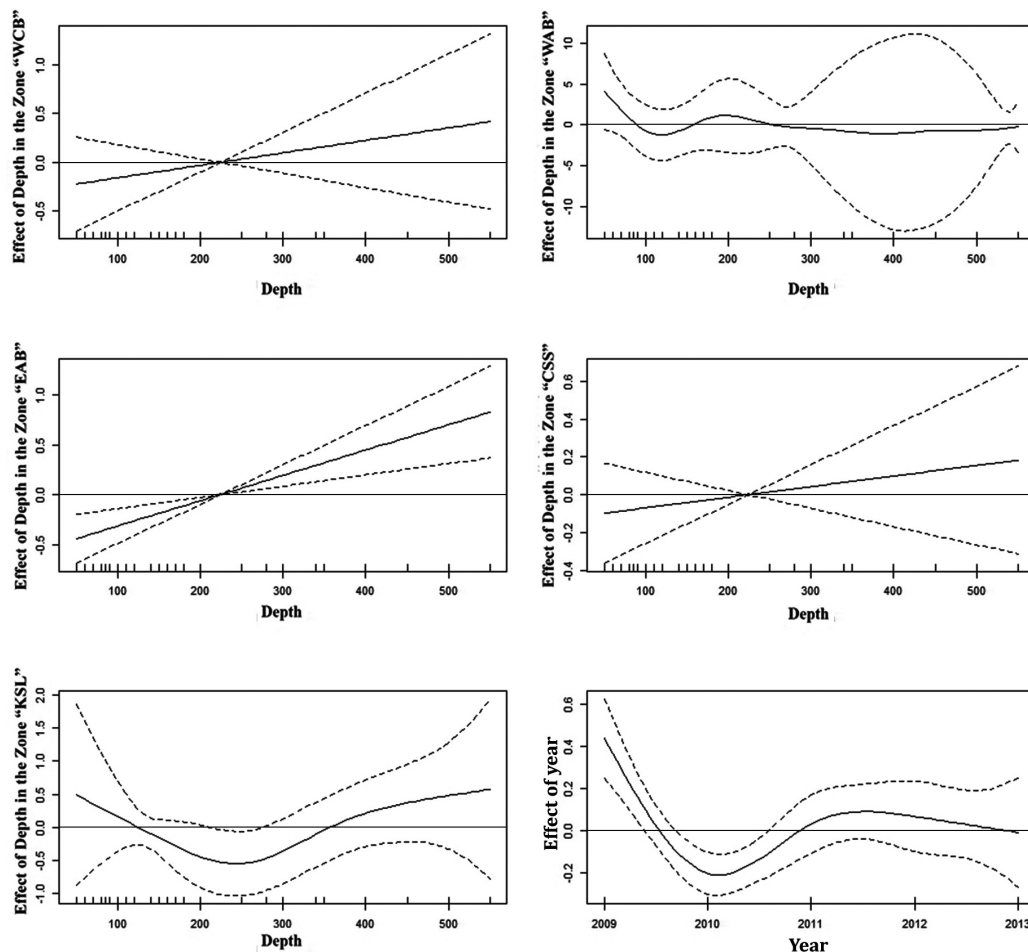 Effect of Depth in the Zone “WCB”
1.0
0.5
0.0
-0.5
100 200 300 400 500
Depth
Effect of Depth in the Zone “WAB”
10
5
0
-5
-10
100 200 300 400 500
Depth
Effect of Depth in the Zone “EAB”
1.0
0.5
0.0
-0.5
100 200 300 400 500
Depth
Effect of Depth in the Zone “CSS”
0.6
0.4
0.2
0.0
-0.2
-0.4
100 200 300 400 500
Depth
Effect of Depth in the Zone “KSL”
2.0
1.5
1.0
0.5
0.0
-0.5
-1.0
100 200 300 400 500
Depth
Effect of year
0.6
0.4
0.2
0.0
-0.2
2009 2010 2011 2012 2013
Year